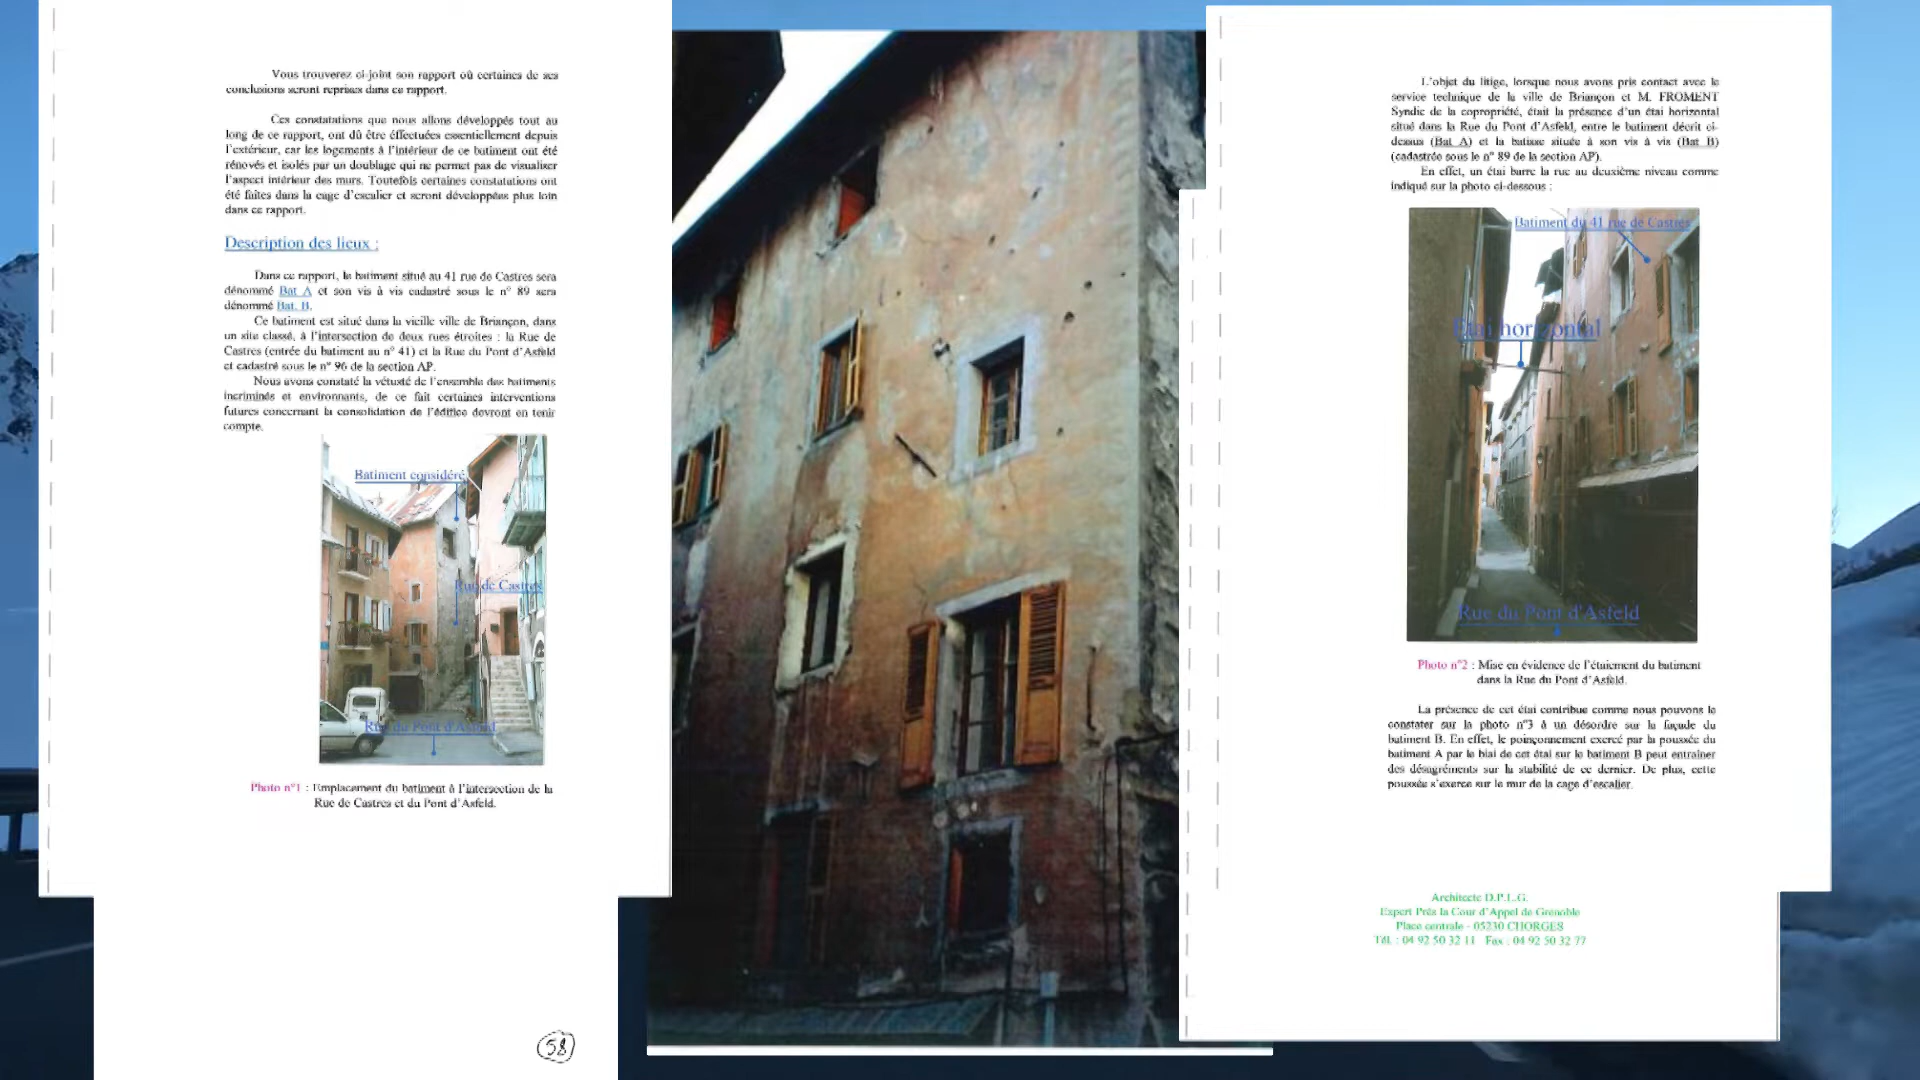 Vous trouverez ci-joint son rapport où certaines de ses
conclusions seront reprises dans ce rapport.
Ces constatations que nous allons développés tout au
long de ce rapport, ont dû être éffectuées essentiellement depuis
l'extérieur, car les logements à l'intérieur de ce batiment ont été
rénovés et isolés par un doublage qui ne permet pas de visualiser
l'aspect intérieur des murs. Toutefois certaines constatations ont
été faites dans la cage d'escalier et seront développées plus loin
dans ce rapport.
Description des lieux :
Dans ce rapport, le batiment situé au 41 rue de Castres sera
dénommé Bat A et son vis à vis cadastré sous le n° 89 sera
dénommé Bat. B.
Ce batiment est situé dans la vieille ville de Briançon, dans
un site classé, à l'intersection de deux rues étroites : la Rue de
Castres (entrée du batiment au n° 41) et la Rue du Pont d'Asfeld
et cadastré sous le n° 96 de la section AP.
Nous avons constaté la vétusté de l'ensemble des batiments
incriminés et environnants, de ce fait certaines interventions
futures concernant la consolidation de l'édifice devront en tenir
compte.
Batiment considéré
Rue de Castres
Rue du Pont d'Asfeld
Photo n°1 : Emplacement du batiment à l'intersection de la
Rue de Castres et du Pont d'Asfeld.
58
L'objet du litige, lorsque nous avons pris contact avec le
service technique de la ville de Briançon et M. FROMENT
Syndic de la copropriété, était la présence d'un étai horizontal
situé dans la Rue du Pont d'Asfeld, entre le batiment décrit ci-
dessus (Bat A) et la batisse située à son vis à vis (Bat B)
(cadastrée sous le n° 89 de la section AP).
En effet, un étai barre la rue au deuxième niveau comme
indiqué sur la photo ci-dessous :
Batiment du 41 rue de Castres
Etai horizontal
Rue du Pont d'Asfeld
Photo n°2 : Mise en évidence de l'étaiement du batiment
dans la Rue du Pont d'Asfeld.
La présence de cet étai contribue comme nous pouvons le
constater sur la photo n°3 à un désordre sur la façade du
batiment B. En effet, le poinçonnement exercé par la poussée du
batiment A par le biai de cet étai sur le batiment B peut entrainer
des désagréments sur la stabilité de ce dernier. De plus, cette
poussée s'exerce sur le mur de la cage d'escalier.
Architecte D.P.L.G.
Expert Près la Cour d'Appel de Grenoble
Place centrale - 05230 CHORGES
Tél. : 04 92 50 32 11 Fax : 04 92 50 32 77